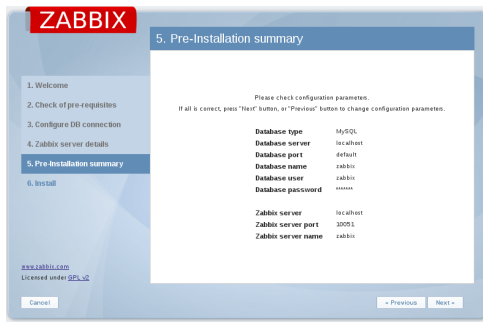 ZABBIX
5. Pre-Installation summary
1. Welcome
2. Check of pre-requisites
3. Configure DB connection
4. Zabbix server details
5. Pre-Installation summary
6. Install
Please check configuration parameters.
If all is correct, press "Next" button, or "Previous" button to change configuration parameters.
Database type MySQL
Database server localhost
Database port default
Database name zabbix
Database user zabbix
Database password *******
Zabbix server localhost
Zabbix server port 10051
Zabbix server name zabbix
www.zabbix.com
Licensed under GPL v2
Cancel
« Previous
Next »